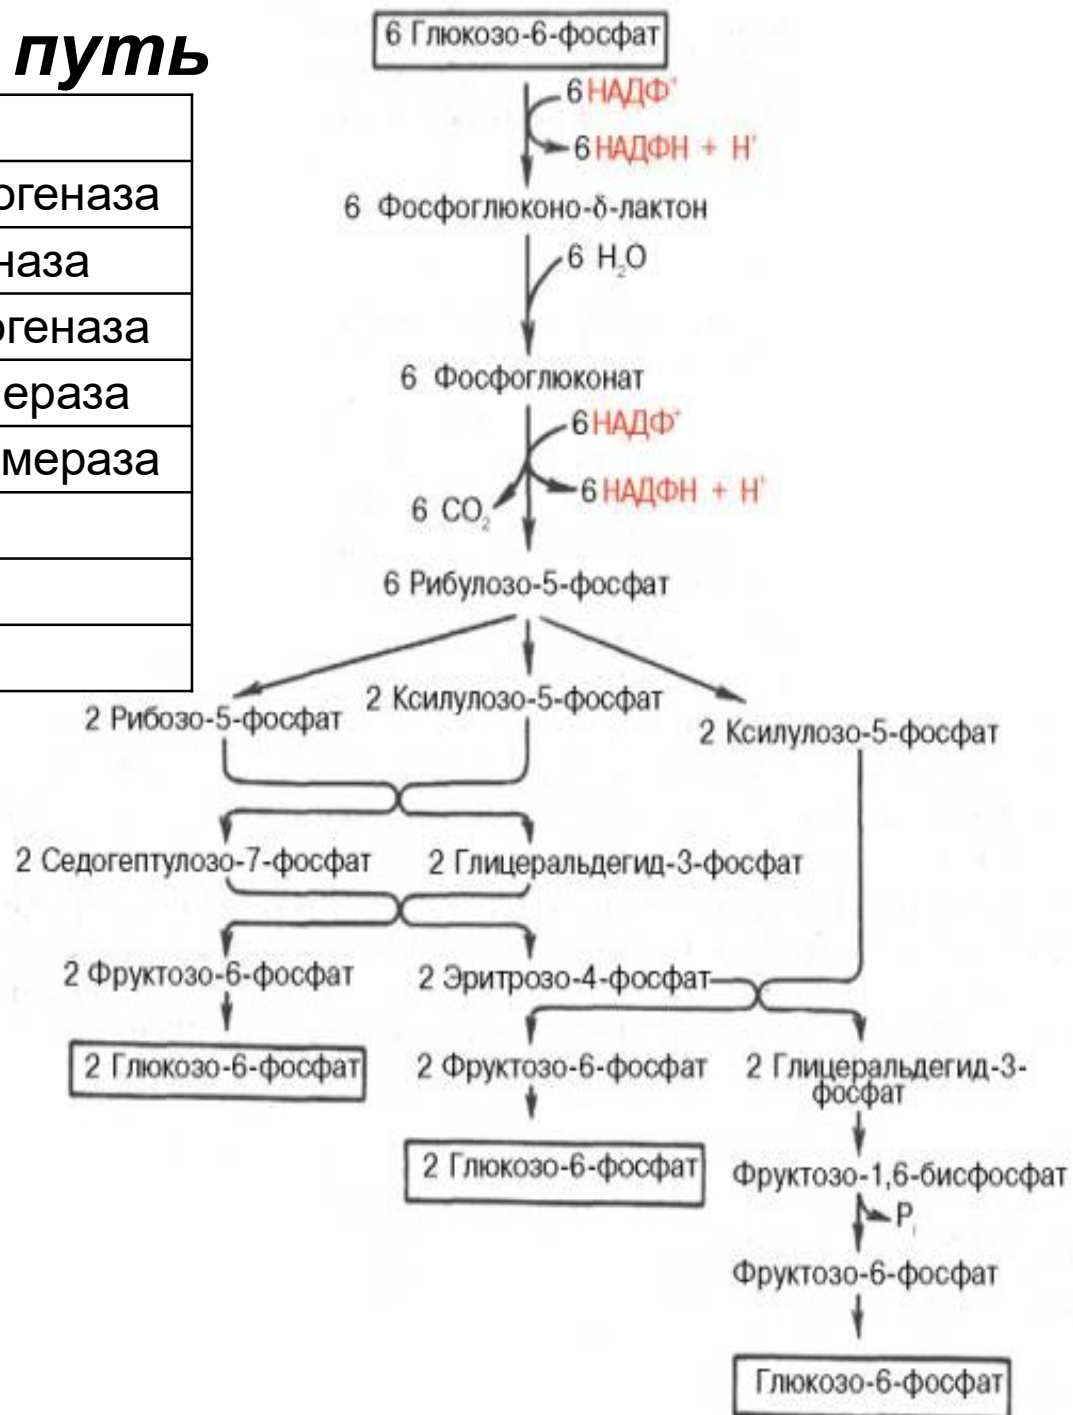 путь
огеназа
наза
огеназа
ераза
мераза
6 Глюкозо-6-фосфат
6 НАДФ⁺
6 НАДФН + Н⁺
6 Фосфоглюконо-δ-лактон
6 H₂O
6 Фосфоглюконат
6 НАДФ⁺
6 CO₂
6 НАДФН + Н⁺
6 Рибулозо-5-фосфат
2 Рибозо-5-фосфат
2 Ксилулозо-5-фосфат
2 Ксилулозо-5-фосфат
2 Седогептулозо-7-фосфат
2 Глицеральдегид-3-фосфат
2 Фруктозо-6-фосфат
2 Эритрозо-4-фосфат
2 Глюкозо-6-фосфат
2 Фруктозо-6-фосфат
2 Глицеральдегид-3-
фосфат
2 Глюкозо-6-фосфат
Фруктозо-1,6-бисфосфат
Pᵢ
Фруктозо-6-фосфат
Глюкозо-6-фосфат